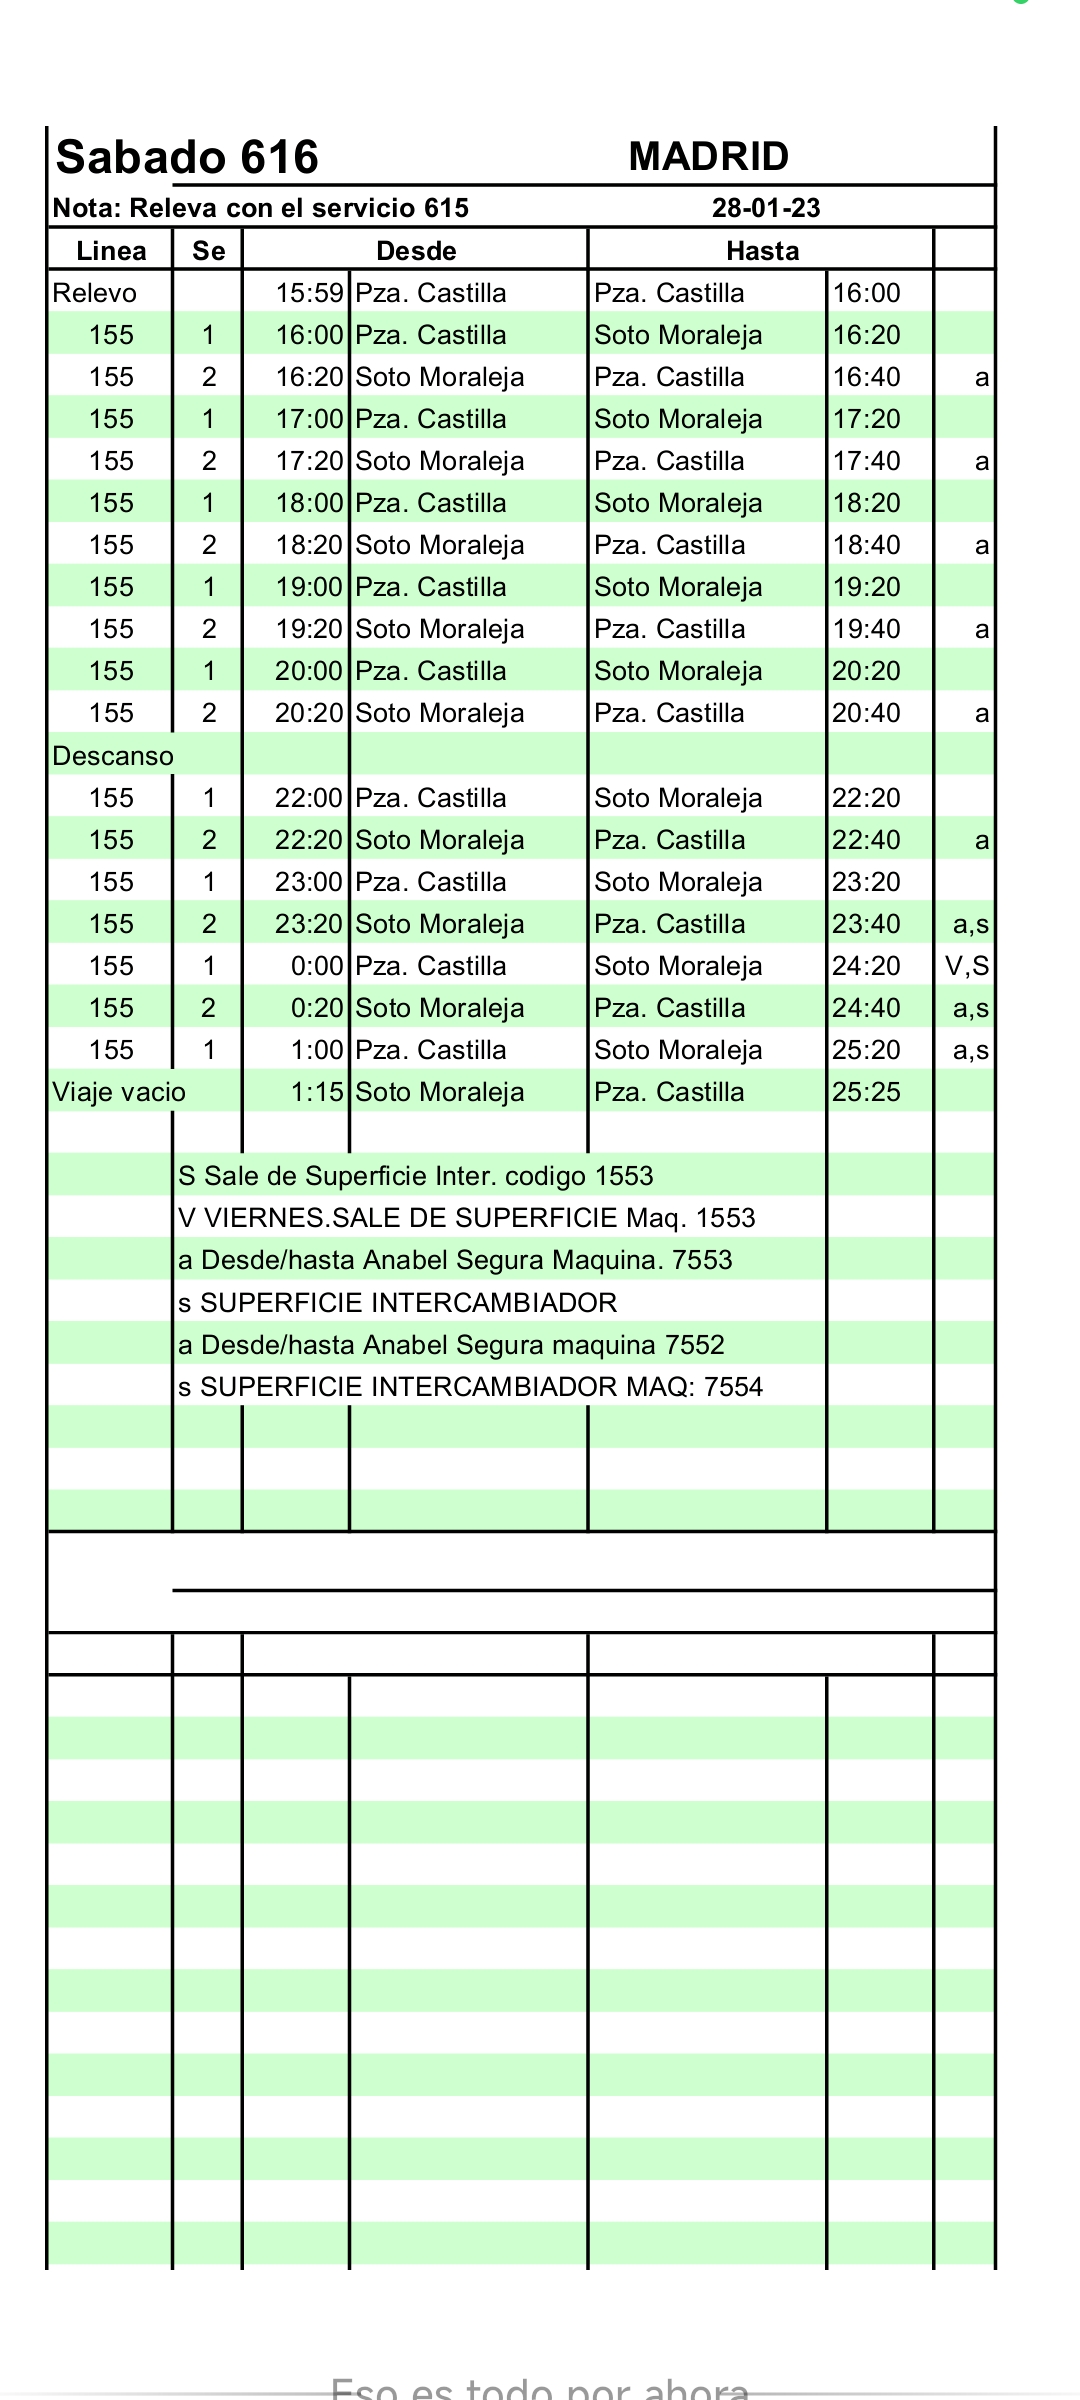 Sabado 616 MADRID
Nota: Releva con el servicio 615 28-01-23
Linea Se Desde Hasta
Relevo 15:59 Pza. Castilla Pza. Castilla 16:00
155 1 16:00 Pza. Castilla Soto Moraleja 16:20
155 2 16:20 Soto Moraleja Pza. Castilla 16:40 a
155 1 17:00 Pza. Castilla Soto Moraleja 17:20
155 2 17:20 Soto Moraleja Pza. Castilla 17:40 a
155 1 18:00 Pza. Castilla Soto Moraleja 18:20
155 2 18:20 Soto Moraleja Pza. Castilla 18:40 a
155 1 19:00 Pza. Castilla Soto Moraleja 19:20
155 2 19:20 Soto Moraleja Pza. Castilla 19:40 a
155 1 20:00 Pza. Castilla Soto Moraleja 20:20
155 2 20:20 Soto Moraleja Pza. Castilla 20:40 a
Descanso
155 1 22:00 Pza. Castilla Soto Moraleja 22:20
155 2 22:20 Soto Moraleja Pza. Castilla 22:40 a
155 1 23:00 Pza. Castilla Soto Moraleja 23:20
155 2 23:20 Soto Moraleja Pza. Castilla 23:40 a,s
155 1 0:00 Pza. Castilla Soto Moraleja 24:20 V,S
155 2 0:20 Soto Moraleja Pza. Castilla 24:40 a,s
155 1 1:00 Pza. Castilla Soto Moraleja 25:20 a,s
Viaje vacio 1:15 Soto Moraleja Pza. Castilla 25:25
S Sale de Superficie Inter. codigo 1553
V VIERNES.SALE DE SUPERFICIE Maq. 1553
a Desde/hasta Anabel Segura Maquina. 7553
s SUPERFICIE INTERCAMBIADOR
a Desde/hasta Anabel Segura maquina 7552
s SUPERFICIE INTERCAMBIADOR MAQ: 7554
Eso es todo por ahora